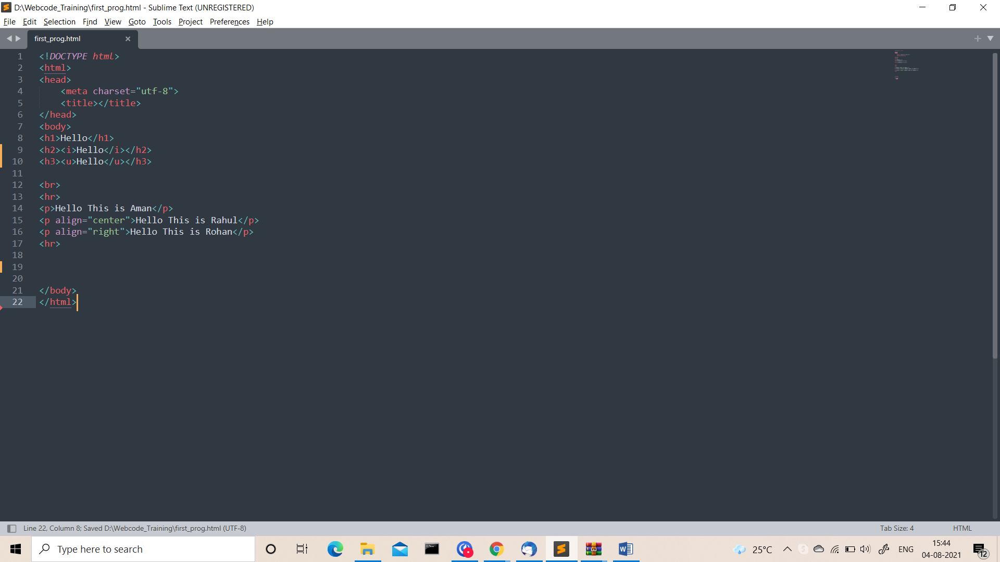 D:\Webcode_Training\first_prog.html - Sublime Text (UNREGISTERED)
File Edit Selection Find View Goto Tools Project Preferences Help
first_prog.html
1 <!DOCTYPE html>
2 <html>
3 <head>
4     <meta charset="utf-8">
5     <title></title>
6 </head>
7 <body>
8 <h1>Hello</h1>
9 <h2><i>Hello</i></h2>
10 <h3><u>Hello</u></h3>
11
12 <br>
13 <hr>
14 <p>Hello This is Aman</p>
15 <p align="center">Hello This is Rahul</p>
16 <p align="right">Hello This is Rohan</p>
17 <hr>
18
19
20
21 </body>
22 </html>
Line 22, Column 8; Saved D:\Webcode_Training\first_prog.html (UTF-8) Tab Size: 4 HTML
Type here to search 25°C ENG 15:44
04-08-2021 12